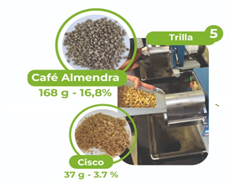 Trilla 5
Café Almendra
168 g - 16,8%
Cisco
37 g - 3.7 %